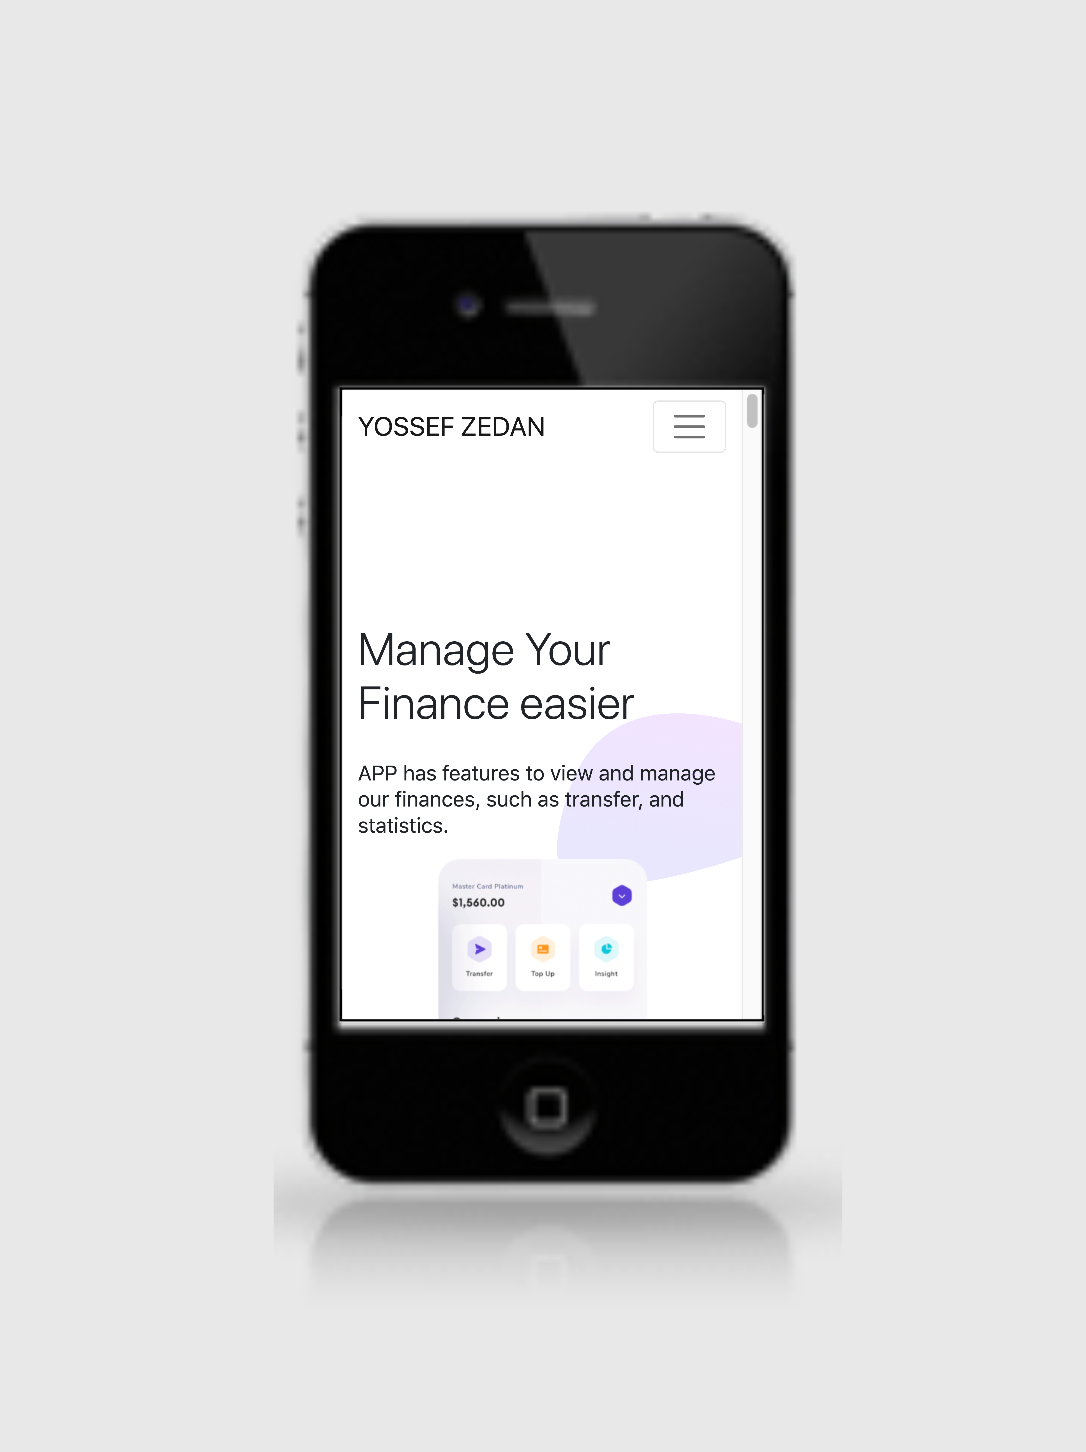 YOSSEF ZEDAN
Manage Your
Finance easier
APP has features to view and manage
our finances, such as transfer, and
statistics.
Master Card Platinum
$1,560.00
Transfer
Top Up
Insight